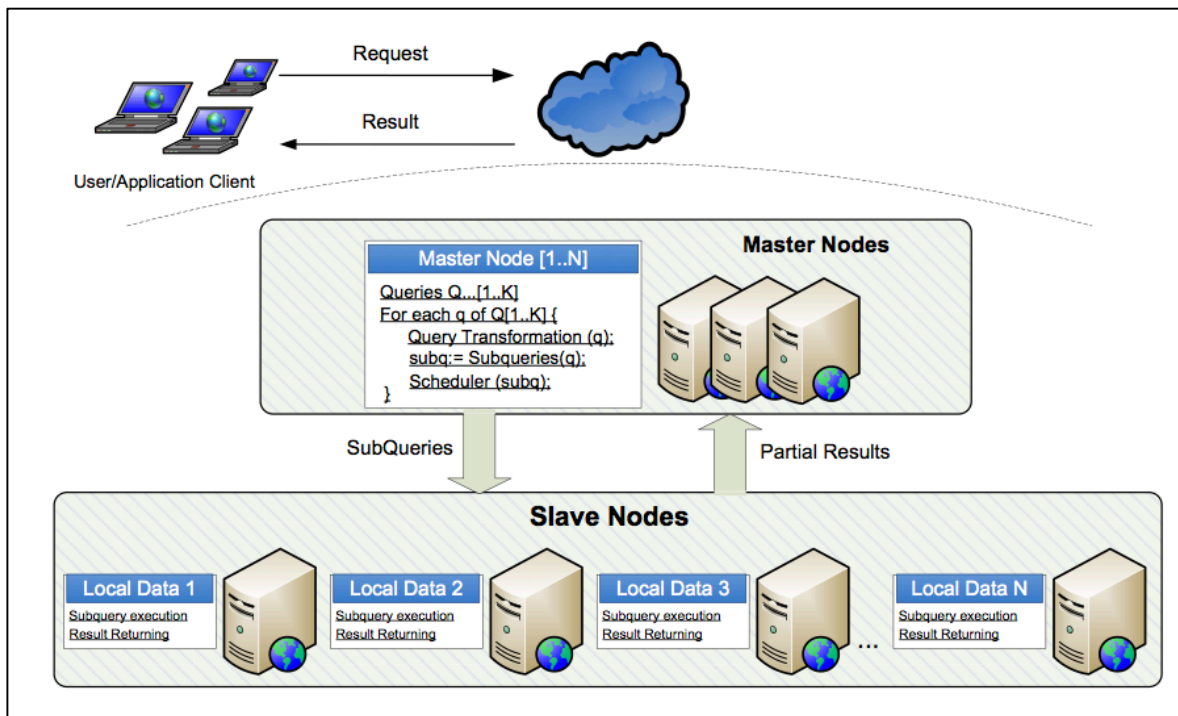 Request
Result
User/Application Client
Master Nodes
Master Node [1..N]
Queries Q...[1..K]
For each q of Q[1..K] {
Query Transformation (q);
subq:= Subqueries(q);
Scheduler (subq);
}
SubQueries
Partial Results
Slave Nodes
Local Data 1
Subquery execution
Result Returning
Local Data 2
Subquery execution
Result Returning
Local Data 3
Subquery execution
Result Returning
...
Local Data N
Subquery execution
Result Returning